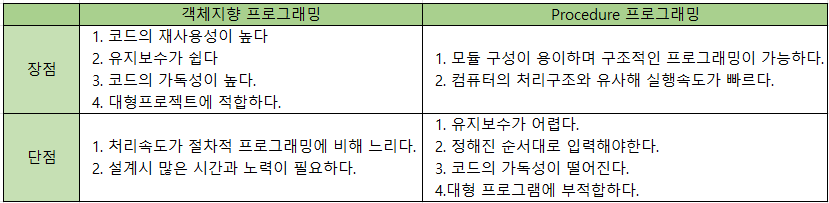 객체지향 프로그래밍
Procedure 프로그래밍
장점
1. 코드의 재사용성이 높다
2. 유지보수가 쉽다
3. 코드의 가독성이 높다.
4. 대형프로젝트에 적합하다.
1. 모듈 구성이 용이하며 구조적인 프로그래밍이 가능하다.
2. 컴퓨터의 처리구조와 유사해 실행속도가 빠르다.
단점
1. 처리속도가 절차적 프로그래밍에 비해 느리다.
2. 설계시 많은 시간과 노력이 필요하다.
1. 유지보수가 어렵다.
2. 정해진 순서대로 입력해야한다.
3. 코드의 가독성이 떨어진다.
4.대형 프로그램에 부적합하다.